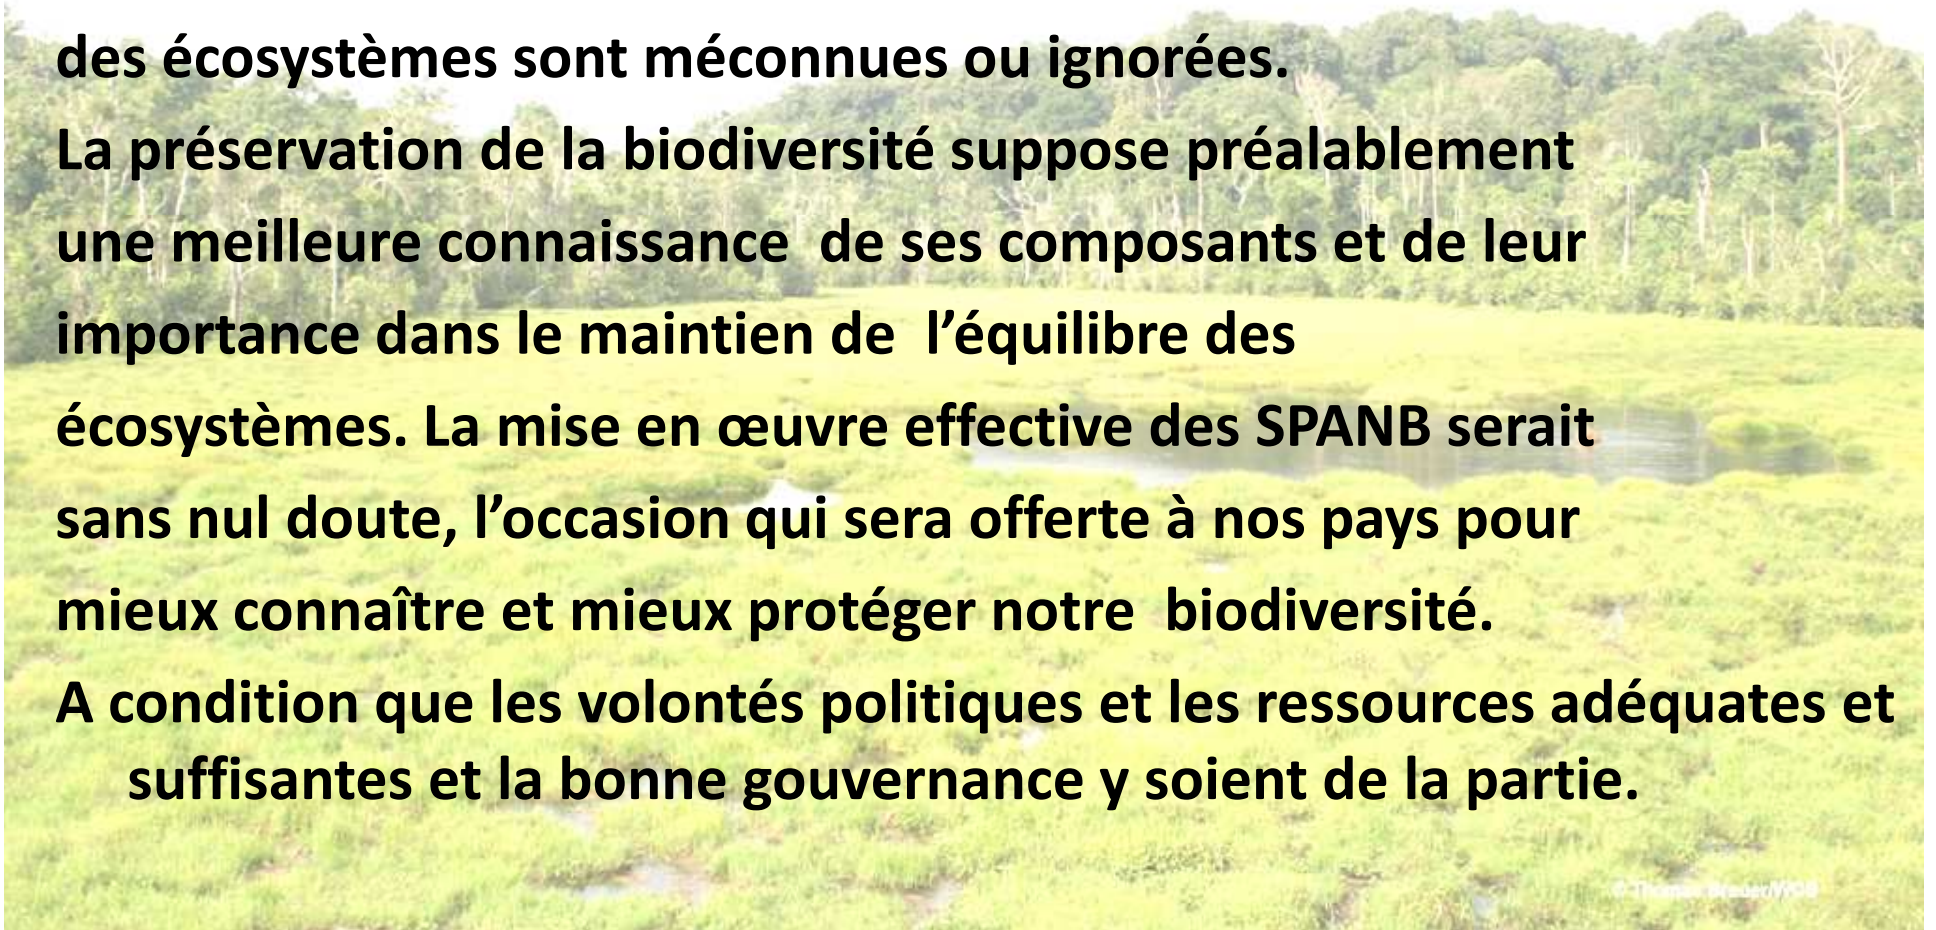 des écosystèmes sont méconnues ou ignorées.
La préservation de la biodiversité suppose préalablement
une meilleure connaissance  de ses composants et de leur
importance dans le maintien de  l’équilibre des
écosystèmes. La mise en œuvre effective des SPANB serait
sans nul doute, l’occasion qui sera offerte à nos pays pour
mieux connaître et mieux protéger notre  biodiversité.
A condition que les volontés politiques et les ressources adéquates et
suffisantes et la bonne gouvernance y soient de la partie.
© Thomas Breuer/WCS